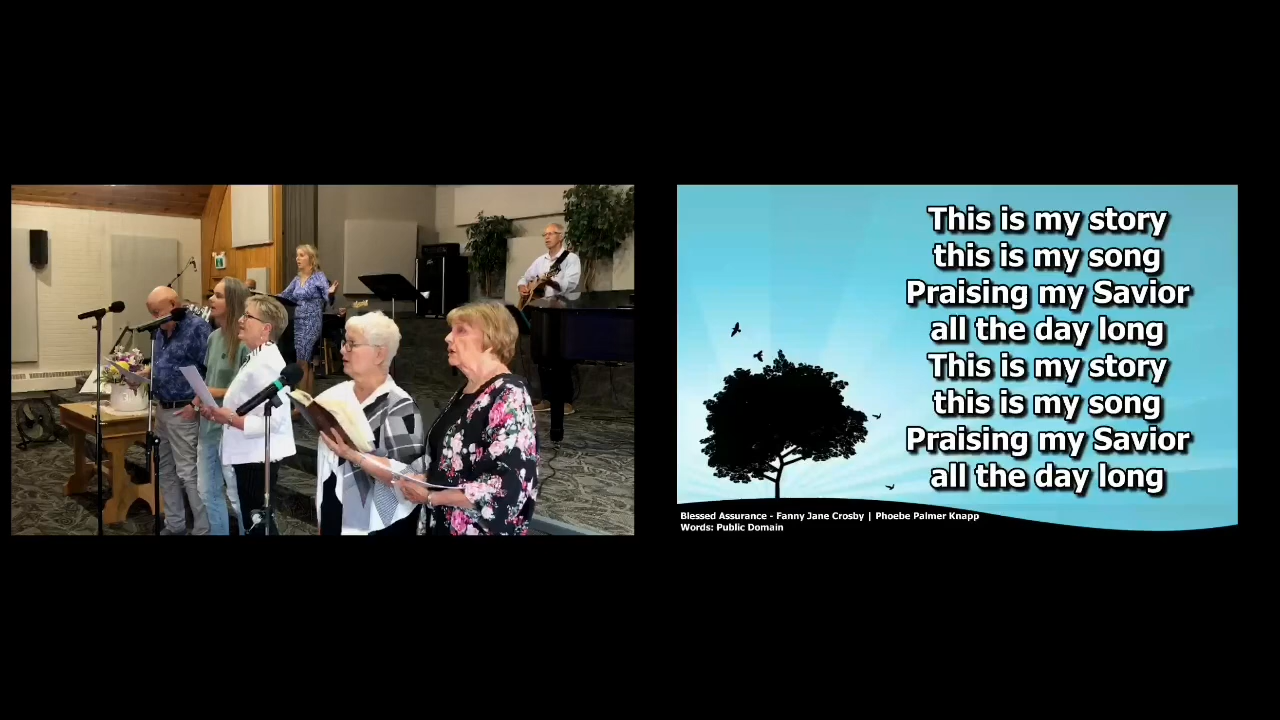 This is my story
this is my song
Praising my Savior
all the day long
This is my story
this is my song
Praising my Savior
all the day long
Blessed Assurance - Fanny Jane Crosby | Phoebe Palmer Knapp
Words: Public Domain